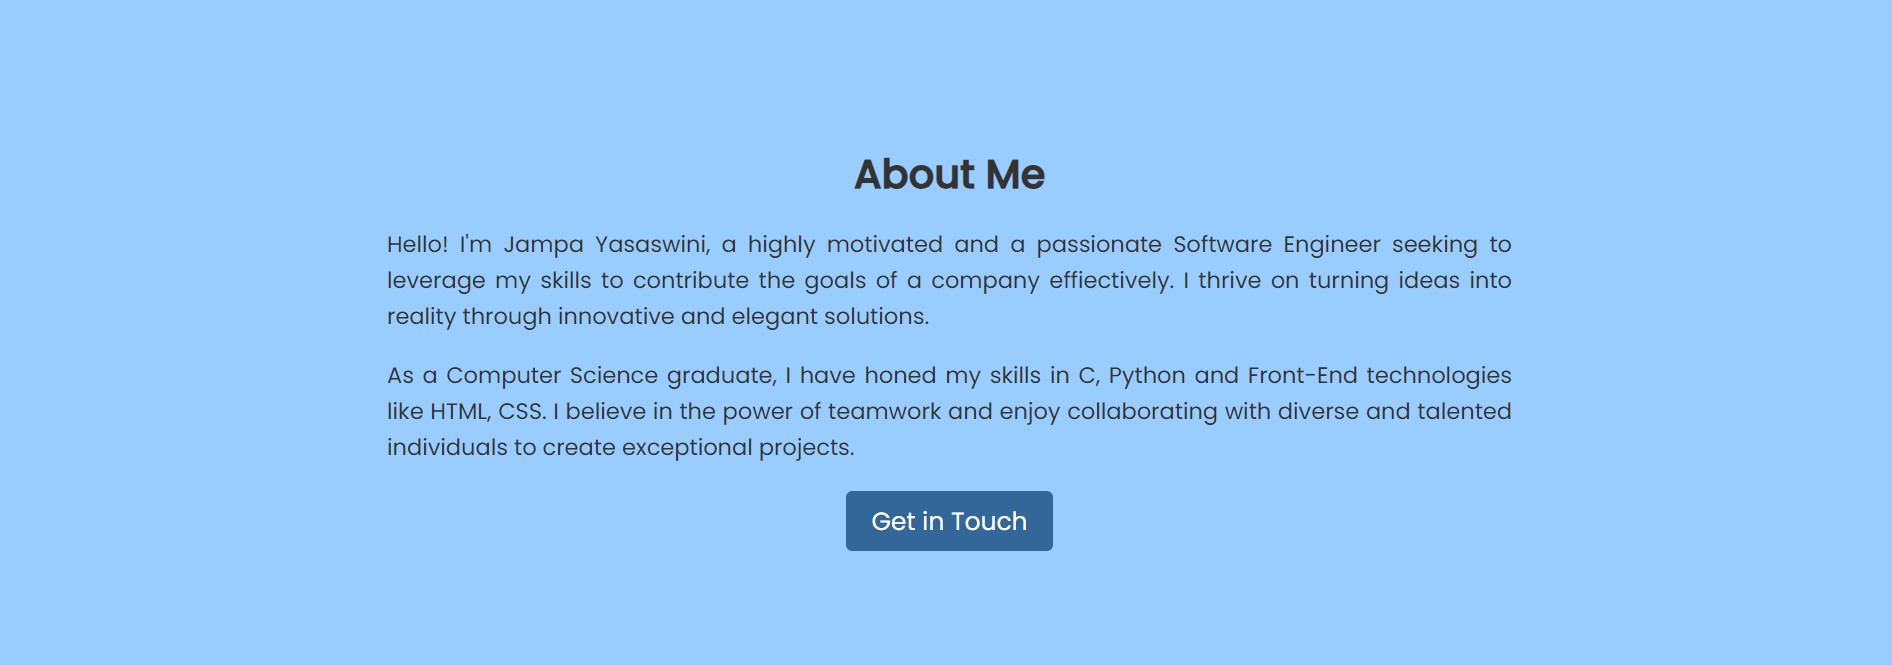 About Me
Hello! I'm Jampa Yasaswini, a highly motivated and a passionate Software Engineer seeking to
leverage my skills to contribute the goals of a company effiectively. I thrive on turning ideas into
reality through innovative and elegant solutions.
As a Computer Science graduate, I have honed my skills in C, Python and Front-End technologies
like HTML, CSS. I believe in the power of teamwork and enjoy collaborating with diverse and talented
individuals to create exceptional projects.
Get in Touch